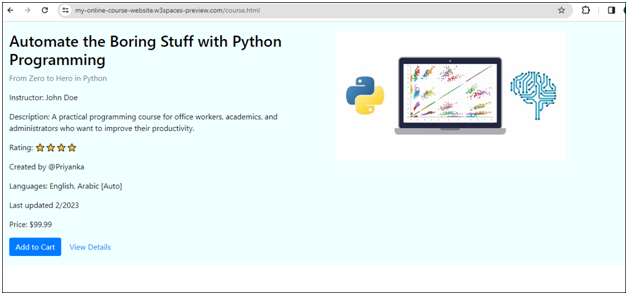 my-online-course-website.w3spaces-preview.com/course.html
Automate the Boring Stuff with Python
Programming
From Zero to Hero in Python
Instructor: John Doe
Description: A practical programming course for office workers, academics, and
administrators who want to improve their productivity.
Rating: ⭐⭐⭐⭐
Created by @Priyanka
Languages: English, Arabic [Auto]
Last updated 2/2023
Price: $99.99
Add to Cart View Details